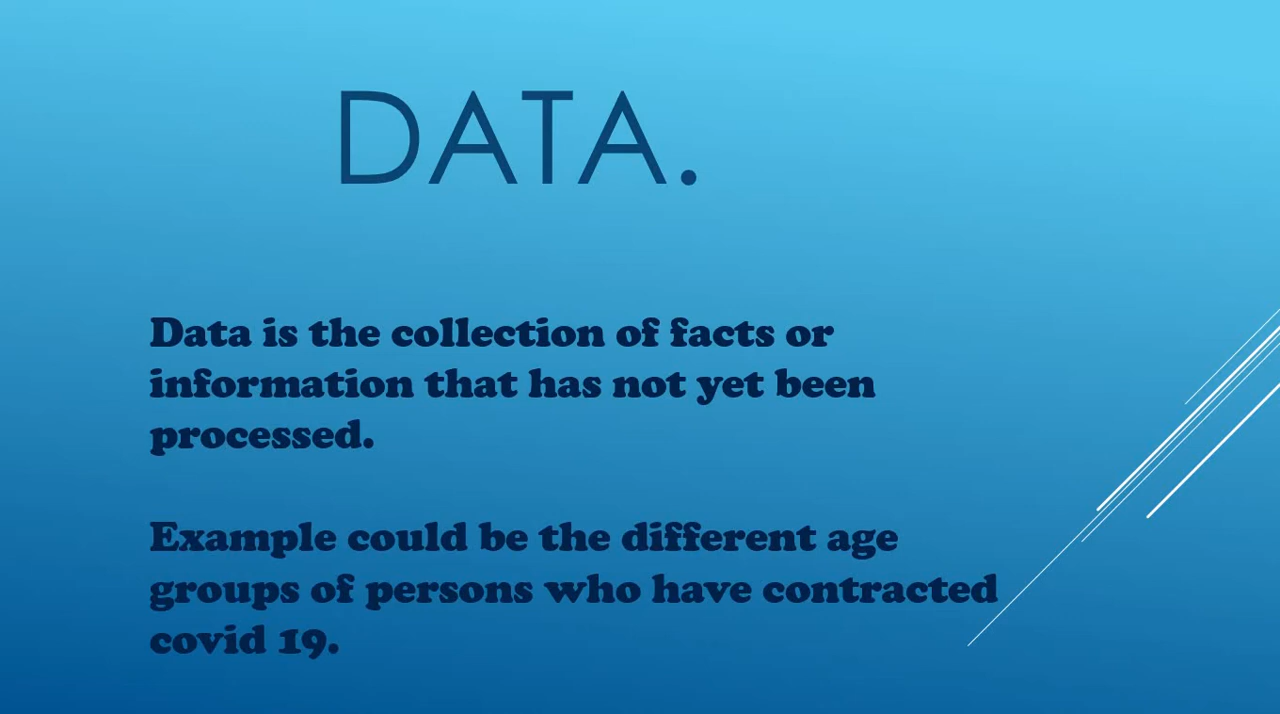 DATA.
Data is the collection of facts or
information that has not yet been
processed.
Example could be the different age
groups of persons who have contracted
covid 19.